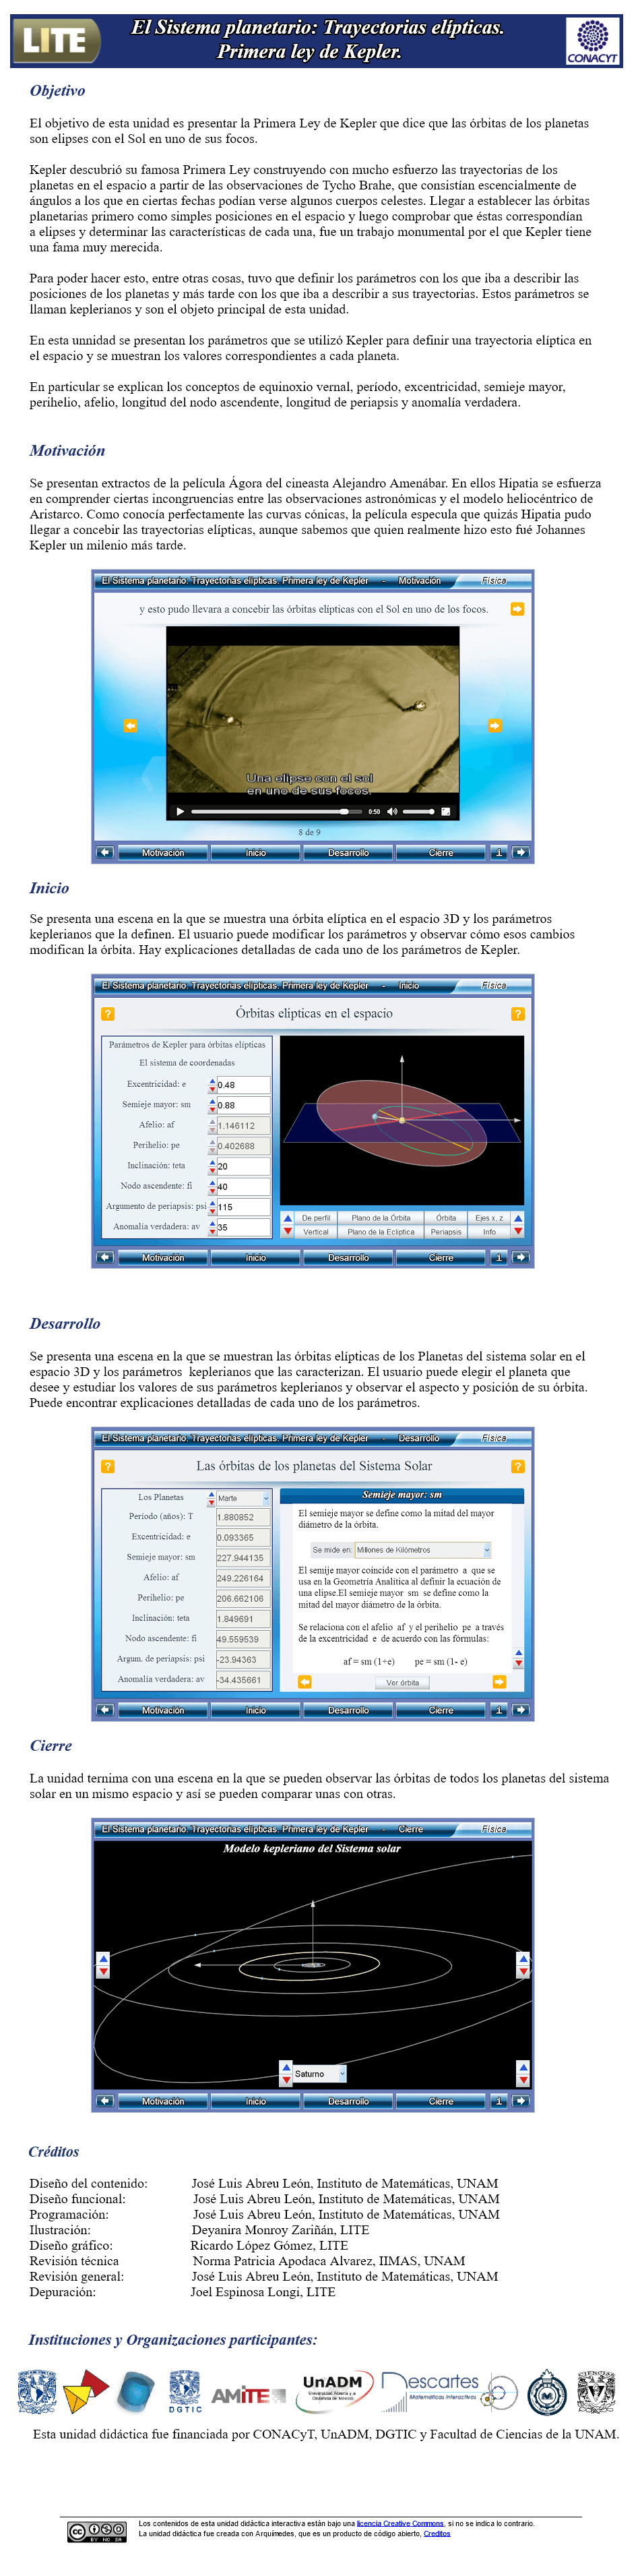 LITE
El Sistema planetario: Trayectorias elípticas.
Primera ley de Kepler.
CONACYT
Objetivo
El objetivo de esta unidad es presentar la Primera Ley de Kepler que dice que las órbitas de los planetas
son elipses con el Sol en uno de sus focos.
Kepler descubrió su famosa Primera Ley construyendo con mucho esfuerzo las trayectorias de los
planetas en el espacio a partir de las observaciones de Tycho Brahe, que consistían escencialmente de
ángulos a los que en ciertas fechas podían verse algunos cuerpos celestes. Llegar a establecer las órbitas
planetarias primero como simples posiciones en el espacio y luego comprobar que éstas correspondían
a elipses y determinar las características de cada una, fue un trabajo monumental por el que Kepler tiene
una fama muy merecida.
Para poder hacer esto, entre otras cosas, tuvo que definir los parámetros con los que iba a describir las
posiciones de los planetas y más tarde con los que iba a describir a sus trayectorias. Estos parámetros se
llaman keplerianos y son el objeto principal de esta unidad.
En esta unnidad se presentan los parámetros que se utilizó Kepler para definir una trayectoria elíptica en
el espacio y se muestran los valores correspondientes a cada planeta.
En particular se explican los conceptos de equinoxio vernal, período, excentricidad, semieje mayor,
perihelio, afelio, longitud del nodo ascendente, longitud de periapsis y anomalía verdadera.
Motivación
Se presentan extractos de la película Ágora del cineasta Alejandro Amenábar. En ellos Hipatia se esfuerza
en comprender ciertas incongruencias entre las observaciones astronómicas y el modelo heliocéntrico de
Aristarco. Como conocía perfectamente las curvas cónicas, la película especula que quizás Hipatia pudo
llegar a concebir las trayectorias elípticas, aunque sabemos que quien realmente hizo esto fué Johannes
Kepler un milenio más tarde.
El Sistema planetario. Trayectorias elípticas. Primera ley de Kepler - Motivación Física
y esto pudo llevara a concebir las órbitas elípticas con el Sol en uno de los focos.
Una elipse con el sol
en uno de sus focos.
0:50
8 de 9
Motivación Inicio Desarrollo Cierre i
Inicio
Se presenta una escena en la que se muestra una órbita elíptica en el espacio 3D y los parámetros
keplerianos que la definen. El usuario puede modificar los parámetros y observar cómo esos cambios
modifican la órbita. Hay explicaciones detalladas de cada uno de los parámetros de Kepler.
El Sistema planetario. Trayectorias elípticas. Primera ley de Kepler - Inicio Física
? Órbitas elípticas en el espacio ?
Parámetros de Kepler para órbitas elípticas
El sistema de coordenadas
Excentricidad: e 0.48
Semieje mayor: sm 0.88
Afelio: af 1.146112
Perihelio: pe 0.402688
Inclinación: teta 20
Nodo ascendente: fi 40
Argumento de periapsis: psi 115
Anomalía verdadera: av 35
De perfil Plano de la Órbita Órbita Ejes x, z
Vertical Plano de la Eclíptica Periapsis Info
Motivación Inicio Desarrollo Cierre i
Desarrollo
Se presenta una escena en la que se muestran las órbitas elípticas de los Planetas del sistema solar en el
espacio 3D y los parámetros keplerianos que las caracterizan. El usuario puede elegir el planeta que
desee y estudiar los valores de sus parámetros keplerianos y observar el aspecto y posición de su órbita.
Puede encontrar explicaciones detalladas de cada uno de los parámetros.
El Sistema planetario. Trayectorias elípticas. Primera ley de Kepler - Desarrollo Física
? Las órbitas de los planetas del Sistema Solar ?
Los Planetas Marte
Periodo (años): T 1.880852
Excentricidad: e 0.093365
Semieje mayor: sm 227.944135
Afelio: af 249.226164
Perihelio: pe 206.662106
Inclinación: teta 1.849691
Nodo ascendente: fi 49.559539
Argum. de periapsis: psi -23.94363
Anomalía verdadera: av -34.435661
Semieje mayor: sm
El semieje mayor se define como la mitad del mayor
diámetro de la órbita.
Se mide en: Millones de Kilómetros
El semije mayor coincide con el parámetro a que se
usa en la Geometría Analítica al definir la ecuación de
una elipse.El semieje mayor sm se define como la
mitad del mayor diámetro de la órbita.
Se relaciona con el afelio af y el perihelio pe a través
de la excentricidad e de acuerdo con las fórmulas:
af = sm (1+e) pe = sm (1- e)
Ver órbita
Motivación Inicio Desarrollo Cierre i
Cierre
La unidad ternima con una escena en la que se pueden observar las órbitas de todos los planetas del sistema
solar en un mismo espacio y así se pueden comparar unas con otras.
El Sistema planetario. Trayectorias elípticas. Primera ley de Kepler - Cierre Física
Modelo kepleriano del Sistema solar
Saturno
Motivación Inicio Desarrollo Cierre i
Créditos
Diseño del contenido: José Luis Abreu León, Instituto de Matemáticas, UNAM
Diseño funcional: José Luis Abreu León, Instituto de Matemáticas, UNAM
Programación: José Luis Abreu León, Instituto de Matemáticas, UNAM
Ilustración: Deyanira Monroy Zariñán, LITE
Diseño gráfico: Ricardo López Gómez, LITE
Revisión técnica Norma Patricia Apodaca Alvarez, IIMAS, UNAM
Revisión general: José Luis Abreu León, Instituto de Matemáticas, UNAM
Depuración: Joel Espinosa Longi, LITE
Instituciones y Organizaciones participantes:
DGTIC
AMITE
UnADM
Descartes
Matemáticas Interactivas
CIENCIAS
Esta unidad didáctica fue financiada por CONACyT, UnADM, DGTIC y Facultad de Ciencias de la UNAM.
Los contenidos de esta unidad didáctica interactiva están bajo una licencia Creative Commons, si no se indica lo contrario.
La unidad didáctica fue creada con Arquímedes, que es un producto de código abierto, Creditos
BY NC SA